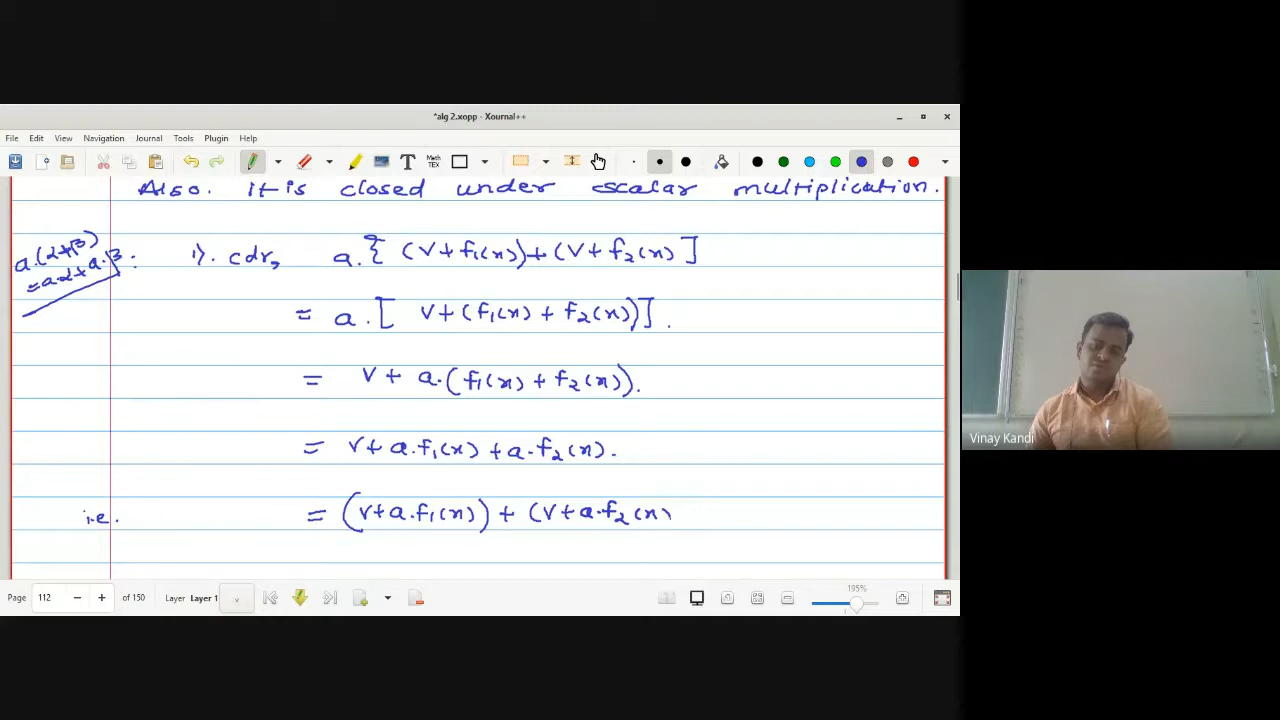 *alg 2.xopp - Xournal++
File Edit View Navigation Journal Tools Plugin Help
Also. it is closed under scalar multiplication.
a.(α+β)
= a.α+a.β :
1). cdr, a.{ (V+f1(x))+(V+f2(x) ]
= a.[ V+(f1(x) + f2(x))].
= V+ a.(f1(x) + f2(x)).
= V+a.f1(x) +a.f2(x).
i.e. = (V+a.f1(x)) + (V+a.f2(x)
Page 112 of 150 Layer Layer 1 195%
Vinay Kandi